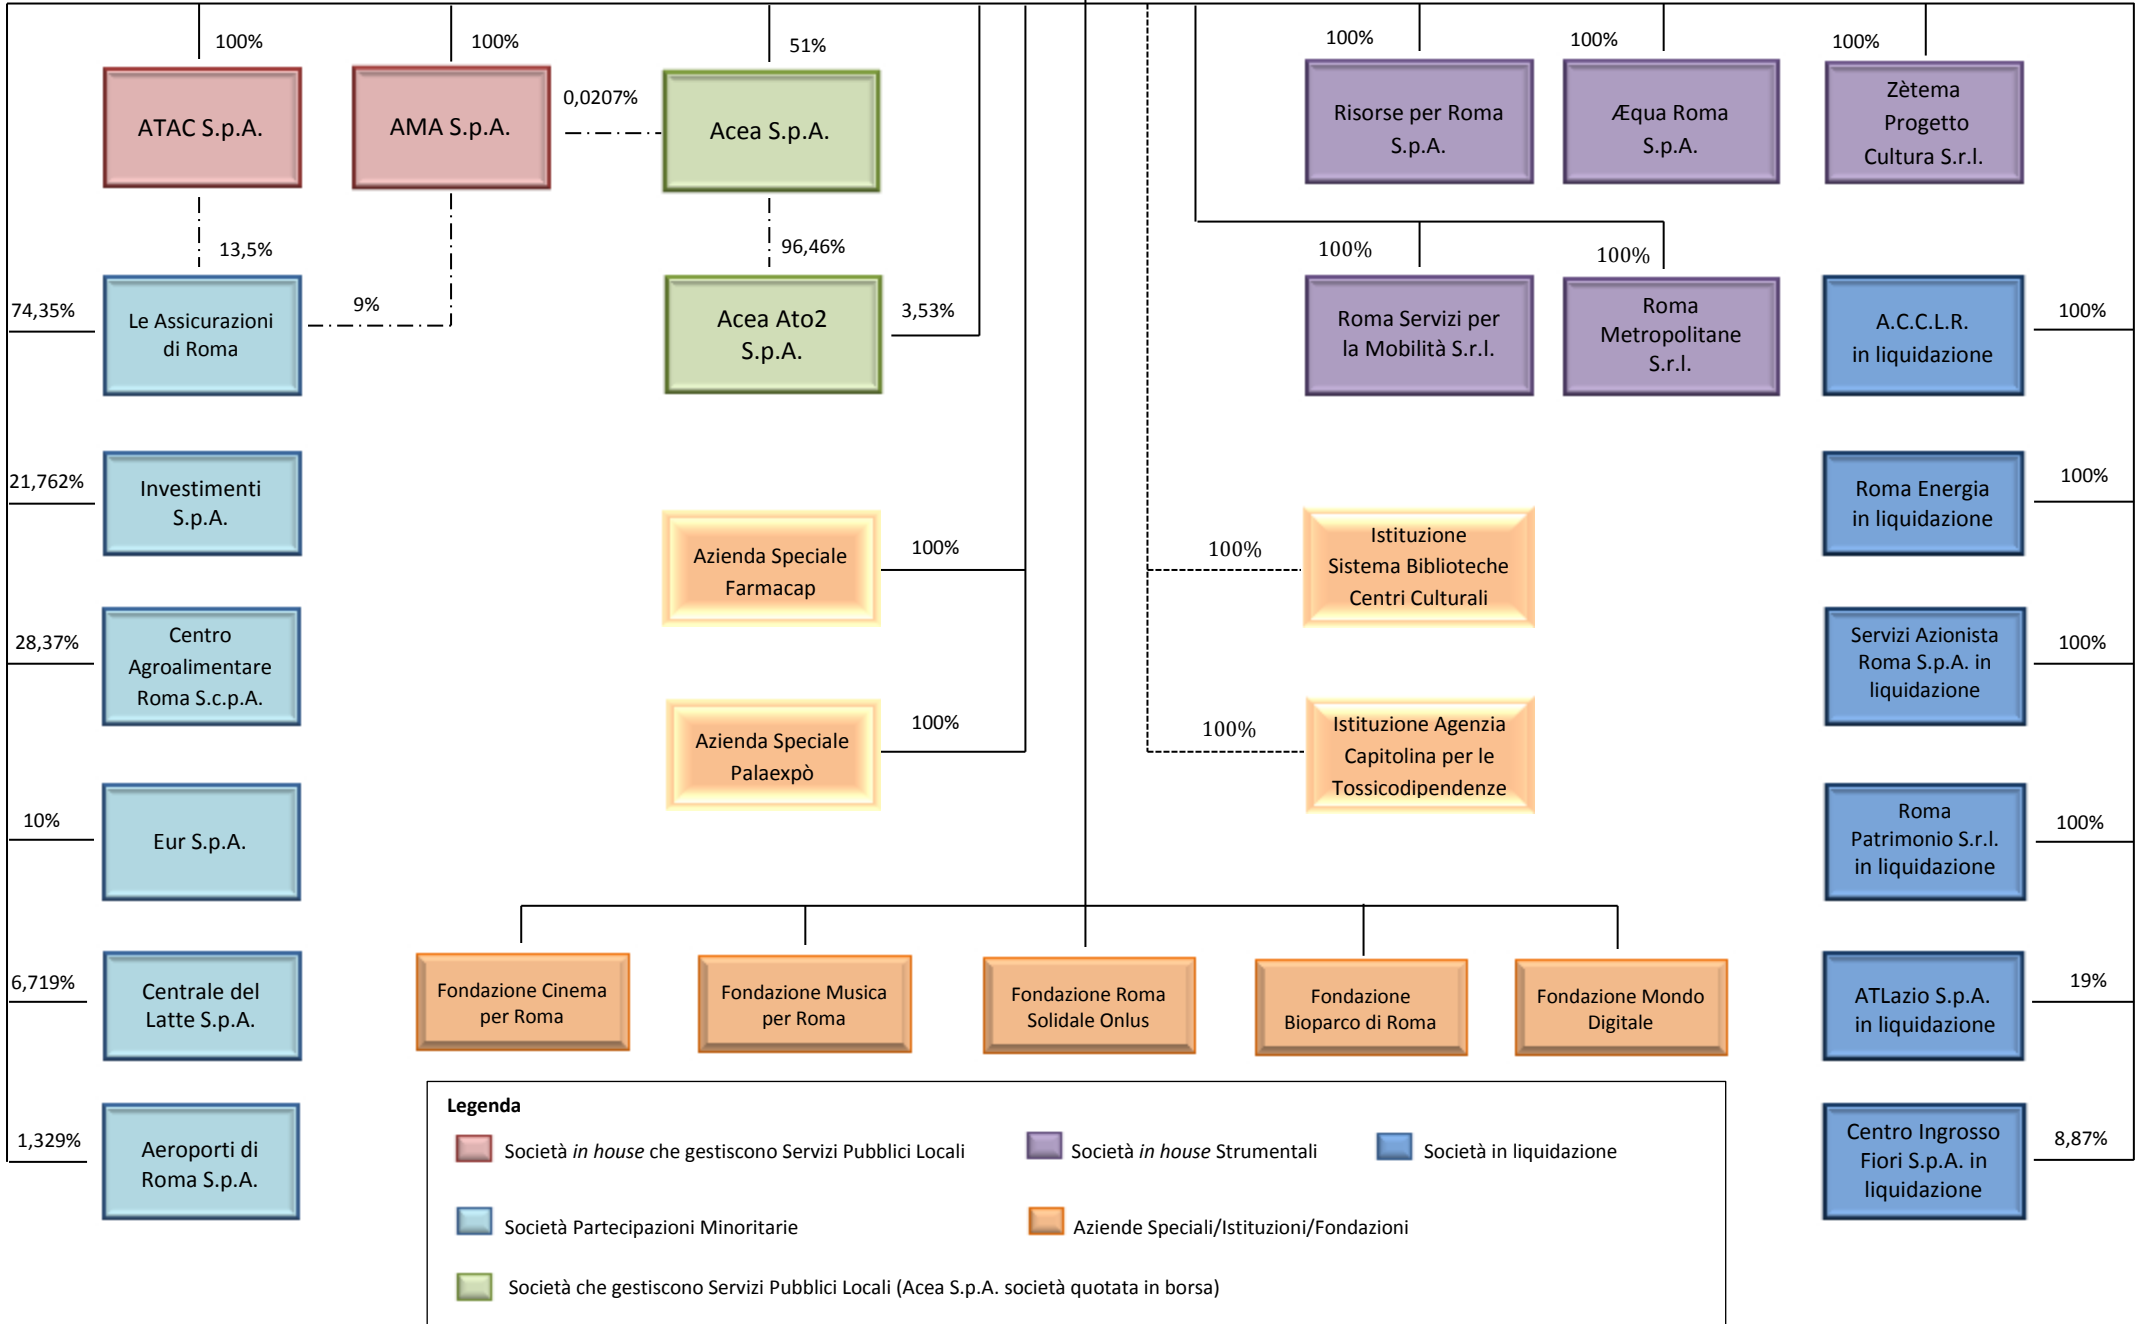 100%
100%
51%
100%
100%
100%
ATAC S.p.A.
AMA S.p.A.
0,0207%
Acea S.p.A.
Risorse per Roma
S.p.A.
Æqua Roma
S.p.A.
Zètema
Progetto
Cultura S.r.l.
13,5%
96,46%
100%
100%
74,35%
Le Assicurazioni
di Roma
9%
Acea Ato2
S.p.A.
3,53%
Roma Servizi per
la Mobilità S.r.l.
Roma
Metropolitane
S.r.l.
A.C.C.L.R.
in liquidazione
100%
21,762%
Investimenti
S.p.A.
Azienda Speciale
Farmacap
100%
100%
Istituzione
Sistema Biblioteche
Centri Culturali
Roma Energia
in liquidazione
100%
28,37%
Centro
Agroalimentare
Roma S.c.p.A.
Azienda Speciale
Palaexpò
100%
100%
Istituzione Agenzia
Capitolina per le
Tossicodipendenze
Servizi Azionista
Roma S.p.A. in
liquidazione
100%
10%
Eur S.p.A.
Roma
Patrimonio S.r.l.
in liquidazione
100%
6,719%
Centrale del
Latte S.p.A.
Fondazione Cinema
per Roma
Fondazione Musica
per Roma
Fondazione Roma
Solidale Onlus
Fondazione
Bioparco di Roma
Fondazione Mondo
Digitale
ATLazio S.p.A.
in liquidazione
19%
1,329%
Aeroporti di
Roma S.p.A.
Centro Ingrosso
Fiori S.p.A. in
liquidazione
8,87%
Legenda
Società in house che gestiscono Servizi Pubblici Locali
Società in house Strumentali
Società in liquidazione
Società Partecipazioni Minoritarie
Aziende Speciali/Istituzioni/Fondazioni
Società che gestiscono Servizi Pubblici Locali (Acea S.p.A. società quotata in borsa)